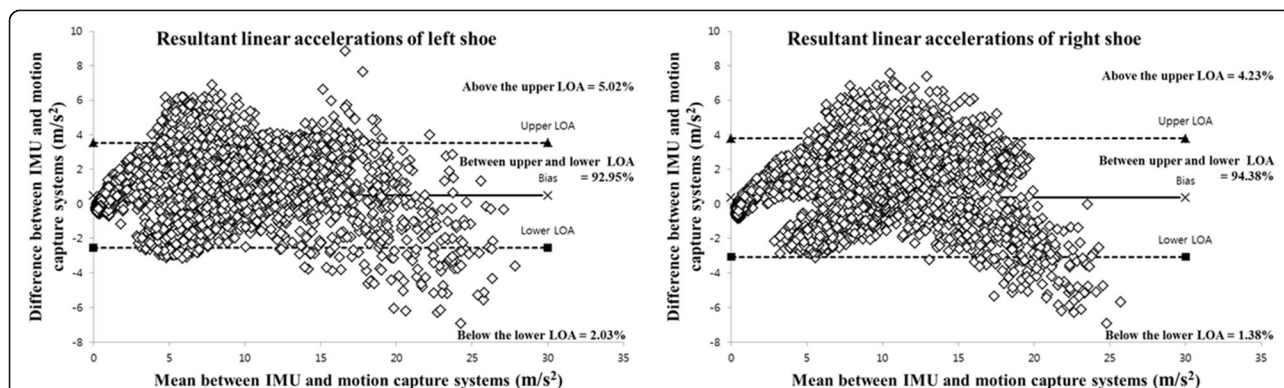 Resultant linear accelerations of left shoe
Difference between IMU and motion
capture systems (m/s²)
10
8
6
4
2
0
-2
-4
-6
-8
Above the upper LOA = 5.02%
Upper LOA
Between upper and lower LOA
= 92.95%
Bias
Lower LOA
Below the lower LOA = 2.03%
0 5 10 15 20 25 30 35
Mean between IMU and motion capture systems (m/s²)
Resultant linear accelerations of right shoe
Difference between IMU and motion
capture systems (m/s²)
10
8
6
4
2
0
-2
-4
-6
-8
Above the upper LOA = 4.23%
Upper LOA
Between upper and lower LOA
= 94.38%
Bias
Lower LOA
Below the lower LOA = 1.38%
0 5 10 15 20 25 30 35
Mean between IMU and motion capture systems (m/s²)